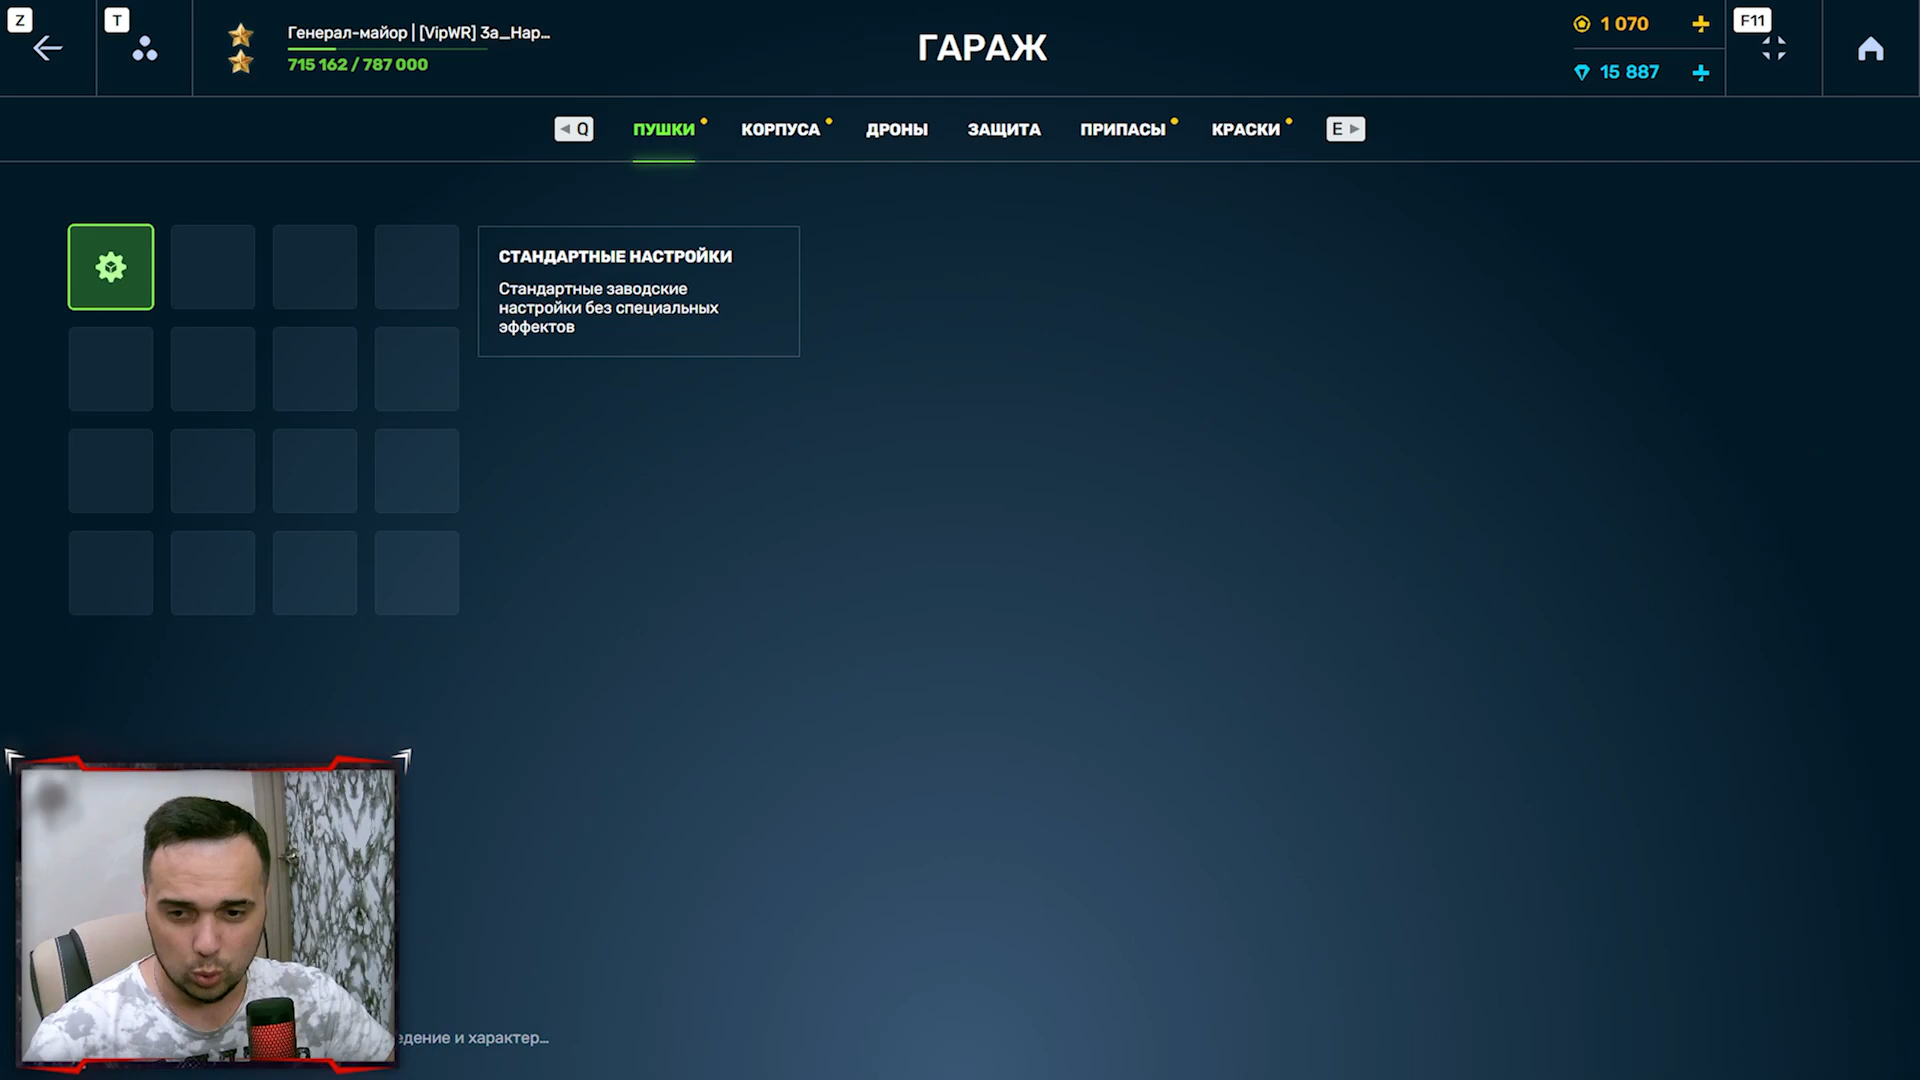 Z
T
Генерал-майор | [VipWR] За_Нар...
715 162 / 787 000
ГАРАЖ
1 070
15 887
F11
Q
ПУШКИ
КОРПУСА
ДРОНЫ
ЗАЩИТА
ПРИПАСЫ
КРАСКИ
E
СТАНДАРТНЫЕ НАСТРОЙКИ
Стандартные заводские
настройки без специальных
эффектов
едение и характер...